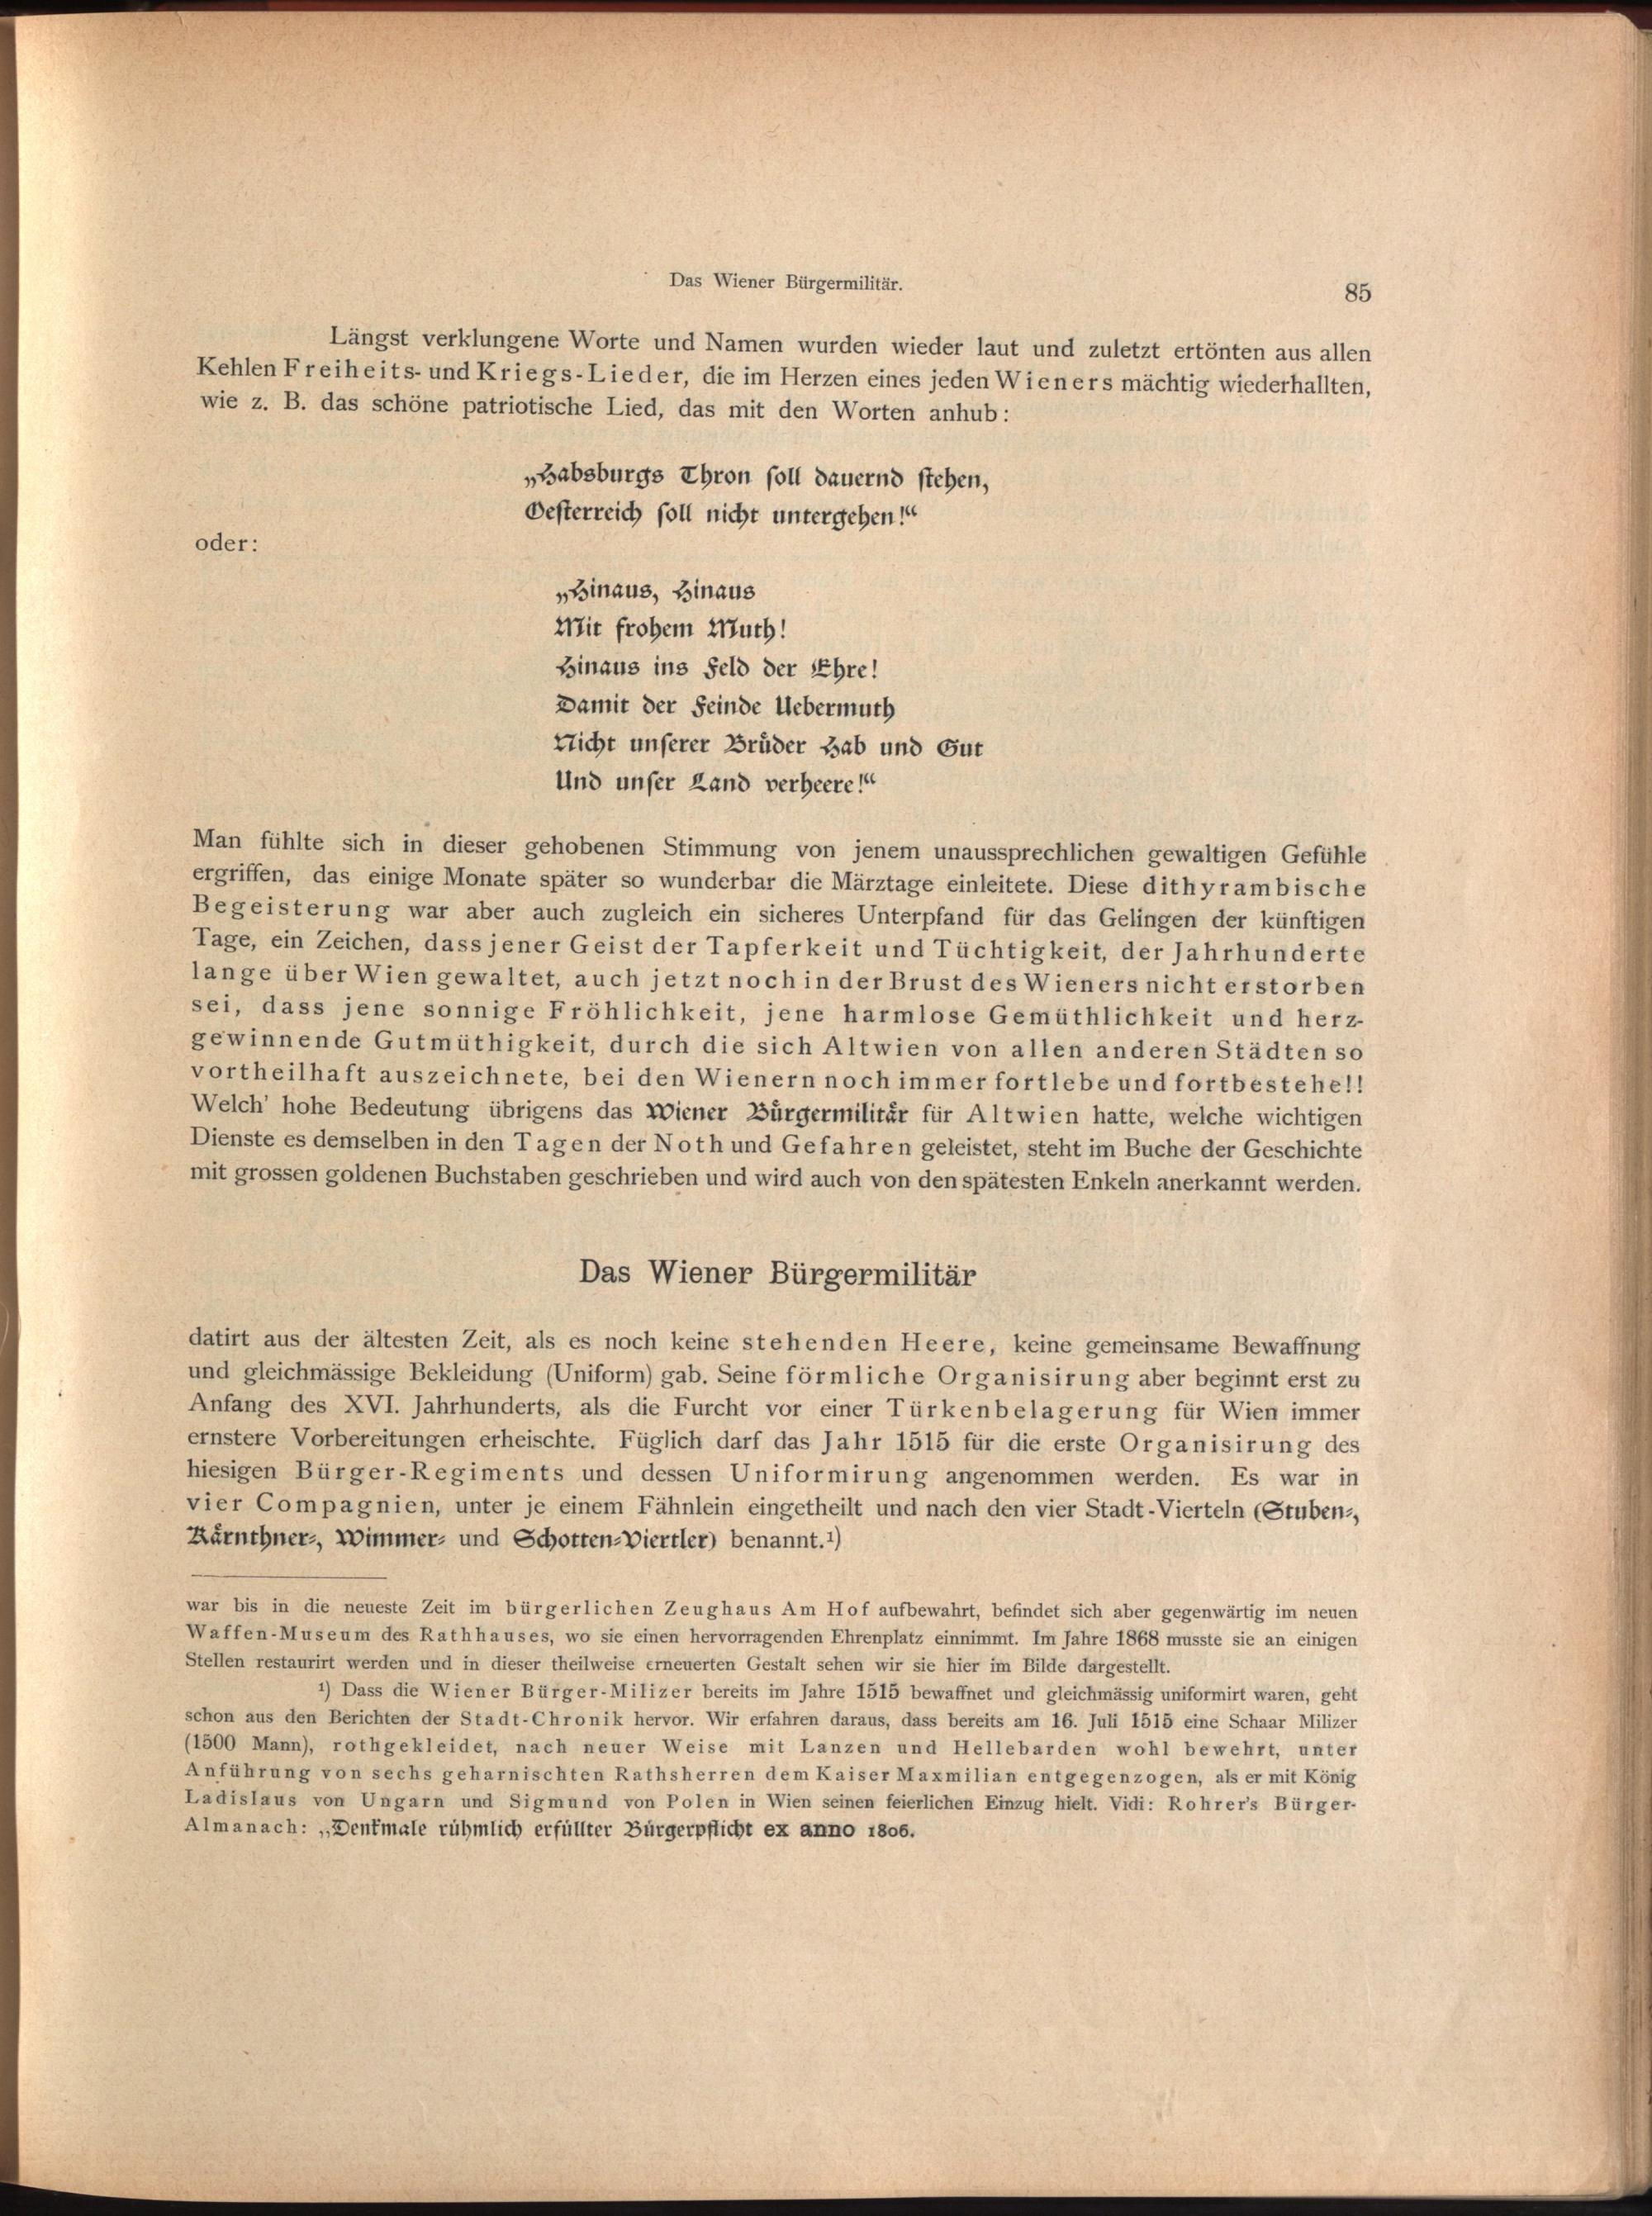 Das Wiener Bürgermilitär.
85
Längst verklungene Worte und Namen wurden wieder laut und zuletzt ertönten aus allen
Kehlen Freiheits- und Kriegs-Lieder, die im Herzen eines jeden Wieners mächtig wiederhallten,
wie z. B. das schöne patriotische Lied, das mit den Worten anhub:
„Habsburgs Thron ſoll dauernd ſtehen,
Oeſterreich ſoll nicht untergehen!“
oder:
„Hinaus, Hinaus
Mit frohem Muth!
Hinaus ins Feld der Ehre!
Damit der Feinde Uebermuth
Nicht unſerer Brüder Hab und Gut
Und unſer Land verheere!“
Man fühlte sich in dieser gehobenen Stimmung von jenem unaussprechlichen gewaltigen Gefühle
ergriffen, das einige Monate später so wunderbar die Märztage einleitete. Diese dithyrambische
Begeisterung war aber auch zugleich ein sicheres Unterpfand für das Gelingen der künftigen
Tage, ein Zeichen, dass jener Geist der Tapferkeit und Tüchtigkeit, der Jahrhunderte
lange über Wien gewaltet, auch jetzt noch in der Brust des Wieners nicht erstorben
sei, dass jene sonnige Fröhlichkeit, jene harmlose Gemüthlichkeit und herz-
gewinnende Gutmüthigkeit, durch die sich Altwien von allen anderen Städten so
vortheilhaft auszeichnete, bei den Wienern noch immer fortlebe und fortbestehe!!
Welch' hohe Bedeutung übrigens das Wiener Bürgermilitär für Altwien hatte, welche wichtigen
Dienste es demselben in den Tagen der Noth und Gefahren geleistet, steht im Buche der Geschichte
mit grossen goldenen Buchstaben geschrieben und wird auch von den spätesten Enkeln anerkannt werden.
Das Wiener Bürgermilitär
datirt aus der ältesten Zeit, als es noch keine stehenden Heere, keine gemeinsame Bewaffnung
und gleichmässige Bekleidung (Uniform) gab. Seine förmliche Organisirung aber beginnt erst zu
Anfang des XVI. Jahrhunderts, als die Furcht vor einer Türkenbelagerung für Wien immer
ernstere Vorbereitungen erheischte. Füglich darf das Jahr 1515 für die erste Organisirung des
hiesigen Bürger-Regiments und dessen Uniformirung angenommen werden. Es war in
vier Compagnien, unter je einem Fähnlein eingetheilt und nach den vier Stadt-Vierteln (Stuben-,
Kärnthner-, Wimmer- und Schotten-Viertler) benannt.¹)
war bis in die neueste Zeit im bürgerlichen Zeughaus Am Hof aufbewahrt, befindet sich aber gegenwärtig im neuen
Waffen-Museum des Rathhauses, wo sie einen hervorragenden Ehrenplatz einnimmt. Im Jahre 1868 musste sie an einigen
Stellen restaurirt werden und in dieser theilweise erneuerten Gestalt sehen wir sie hier im Bilde dargestellt.
¹) Dass die Wiener Bürger-Milizer bereits im Jahre 1515 bewaffnet und gleichmässig uniformirt waren, geht
schon aus den Berichten der Stadt-Chronik hervor. Wir erfahren daraus, dass bereits am 16. Juli 1515 eine Schaar Milizer
(1500 Mann), rothgekleidet, nach neuer Weise mit Lanzen und Hellebarden wohl bewehrt, unter
Anführung von sechs geharnischten Rathsherren dem Kaiser Maxmilian entgegenzogen, als er mit König
Ladislaus von Ungarn und Sigmund von Polen in Wien seinen feierlichen Einzug hielt. Vidi: Rohrer's Bürger-
Almanach: „Denkmale rühmlich erfüllter Bürgerpflicht ex anno 1806.